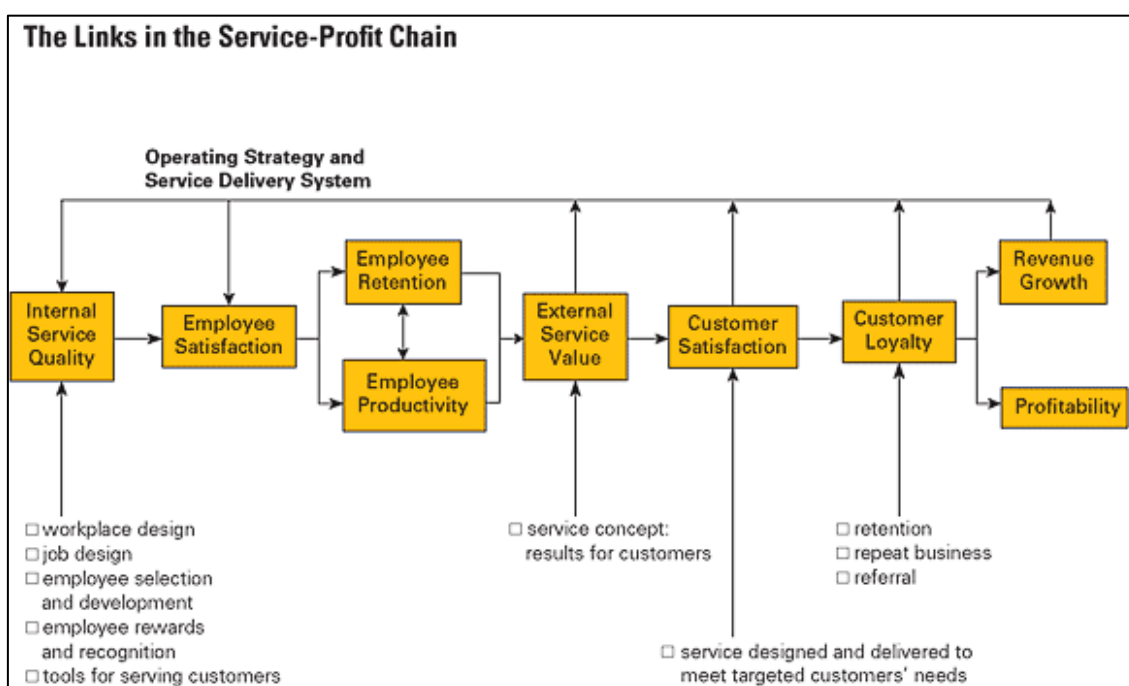 The Links in the Service-Profit Chain
Operating Strategy and
Service Delivery System
Internal
Service
Quality
Employee
Satisfaction
Employee
Retention
Employee
Productivity
External
Service
Value
Customer
Satisfaction
Customer
Loyalty
Revenue
Growth
Profitability
□ workplace design
□ job design
□ employee selection
and development
□ employee rewards
and recognition
□ tools for serving customers
□ service concept:
results for customers
□ service designed and delivered to
meet targeted customers' needs
□ retention
□ repeat business
□ referral